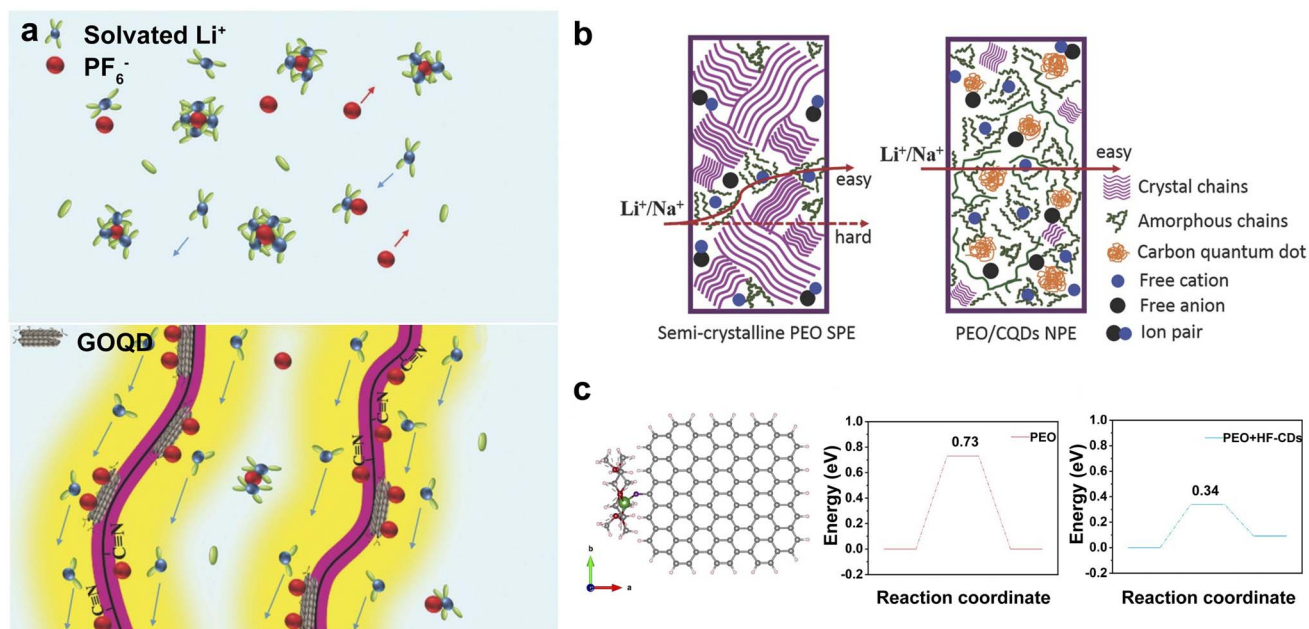 a
Solvated Li⁺
PF₆⁻
GOQD
C≡N
C≡N
C≡N
C≡N
C≡N
b
Li⁺/Na⁺
easy
hard
Semi-crystalline PEO SPE
Li⁺/Na⁺
easy
PEO/CQDs NPE
Crystal chains
Amorphous chains
Carbon quantum dot
Free cation
Free anion
Ion pair
c
b
a
Energy (eV)
1.0
0.8
0.6
0.4
0.2
0.0
-0.2
PEO
0.73
Reaction coordinate
Energy (eV)
1.0
0.8
0.6
0.4
0.2
0.0
-0.2
PEO+HF-CDs
0.34
Reaction coordinate